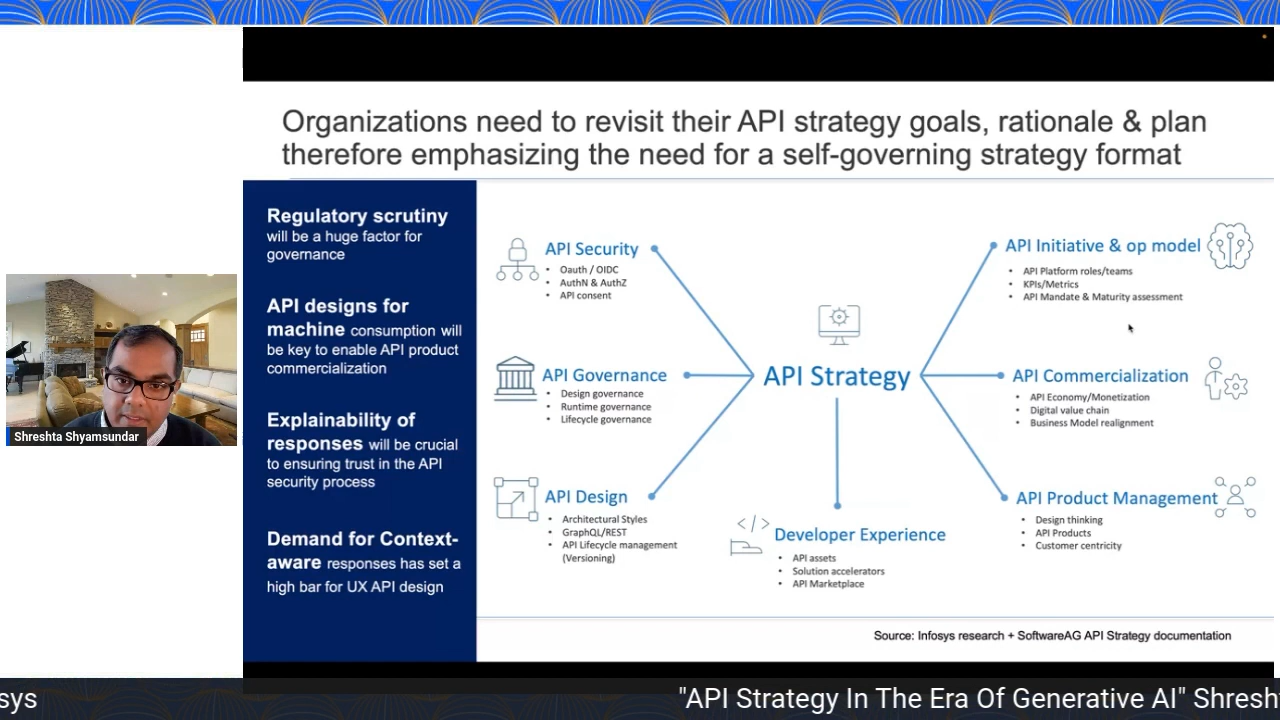 Organizations need to revisit their API strategy goals, rationale & plan
therefore emphasizing the need for a self-governing strategy format
Regulatory scrutiny
will be a huge factor for
governance
API designs for
machine consumption will
be key to enable API product
commercialization
Explainability of
responses will be crucial
to ensuring trust in the API
security process
Demand for Context-
aware responses has set a
high bar for UX API design
API Security
• Oauth / OIDC
• AuthN & AuthZ
• API consent
API Governance
• Design governance
• Runtime governance
• Lifecycle governance
API Design
• Architectural Styles
• GraphQL/REST
• API Lifecycle management
(Versioning)
API Strategy
</> Developer Experience
• API assets
• Solution accelerators
• API Marketplace
API Initiative & op model
• API Platform roles/teams
• KPIs/Metrics
• API Mandate & Maturity assessment
API Commercialization
• API Economy/Monetization
• Digital value chain
• Business Model realignment
API Product Management
• Design thinking
• API Products
• Customer centricity
Source: Infosys research + SoftwareAG API Strategy documentation
Shreshta Shyamsundar
sys "API Strategy In The Era Of Generative AI" Shresh